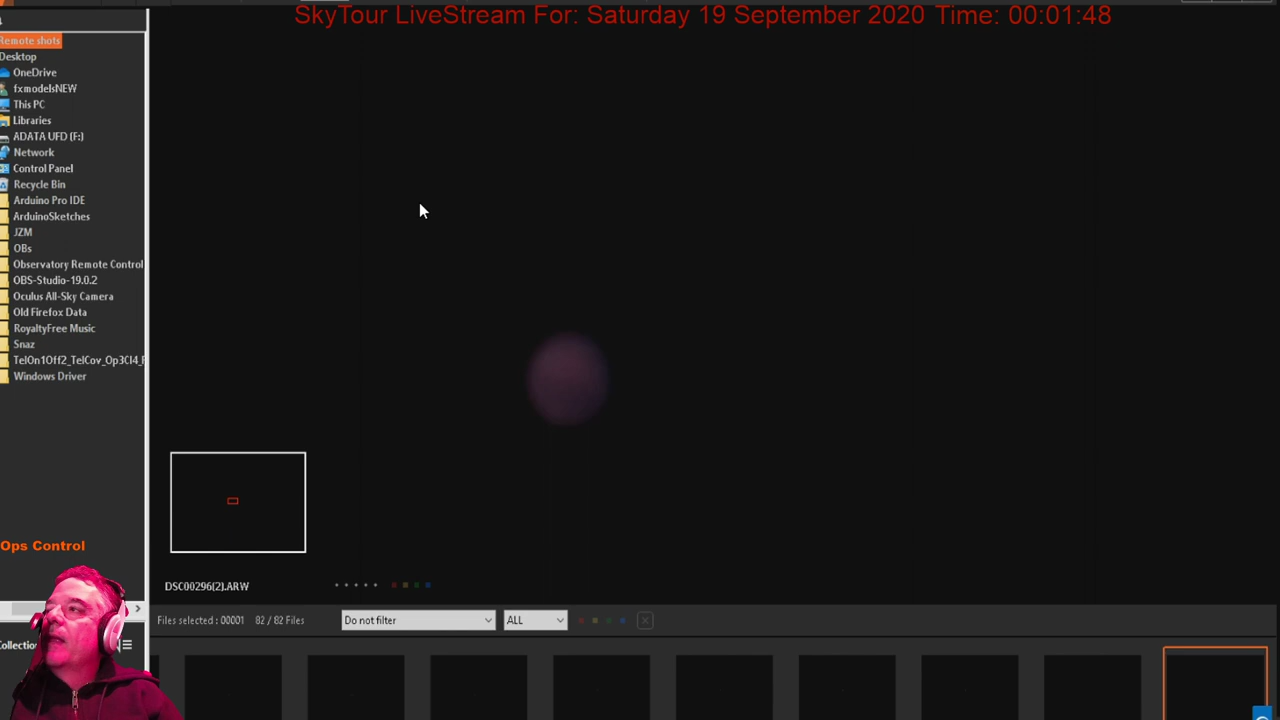 SkyTour LiveStream For: Saturday 19 September 2020 Time: 00:01:48
Remote shots
Desktop
OneDrive
fxmodelsNEW
This PC
Libraries
ADATA UFD (F:)
Network
Control Panel
Recycle Bin
Arduino Pro IDE
ArduinoSketches
JZM
OBs
Observatory Remote Control
OBS-Studio-19.0.2
Oculus All-Sky Camera
Old Firefox Data
RoyaltyFree Music
Snaz
TelOn1Off2_TelCov_Op3Cl4_
Windows Driver
Ops Control
DSC00296(2).ARW
Files selected : 00001 82 / 82 Files Do not filter ALL